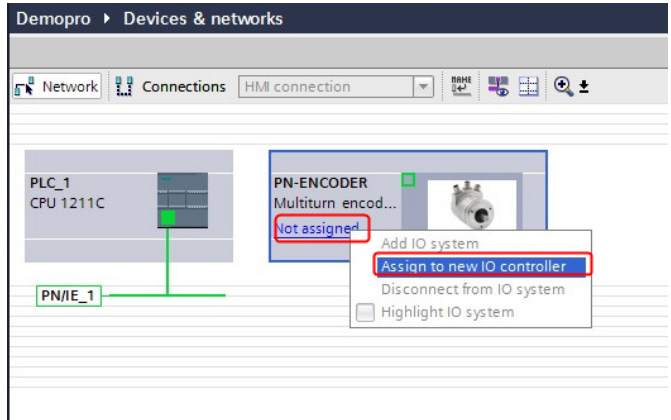 Demopro ▸ Devices & networks
Network Connections HMI connection
PLC_1
CPU 1211C
PN-ENCODER
Multiturn encod...
Not assigned
Add IO system
Assign to new IO controller
Disconnect from IO system
Highlight IO system
PN/IE_1